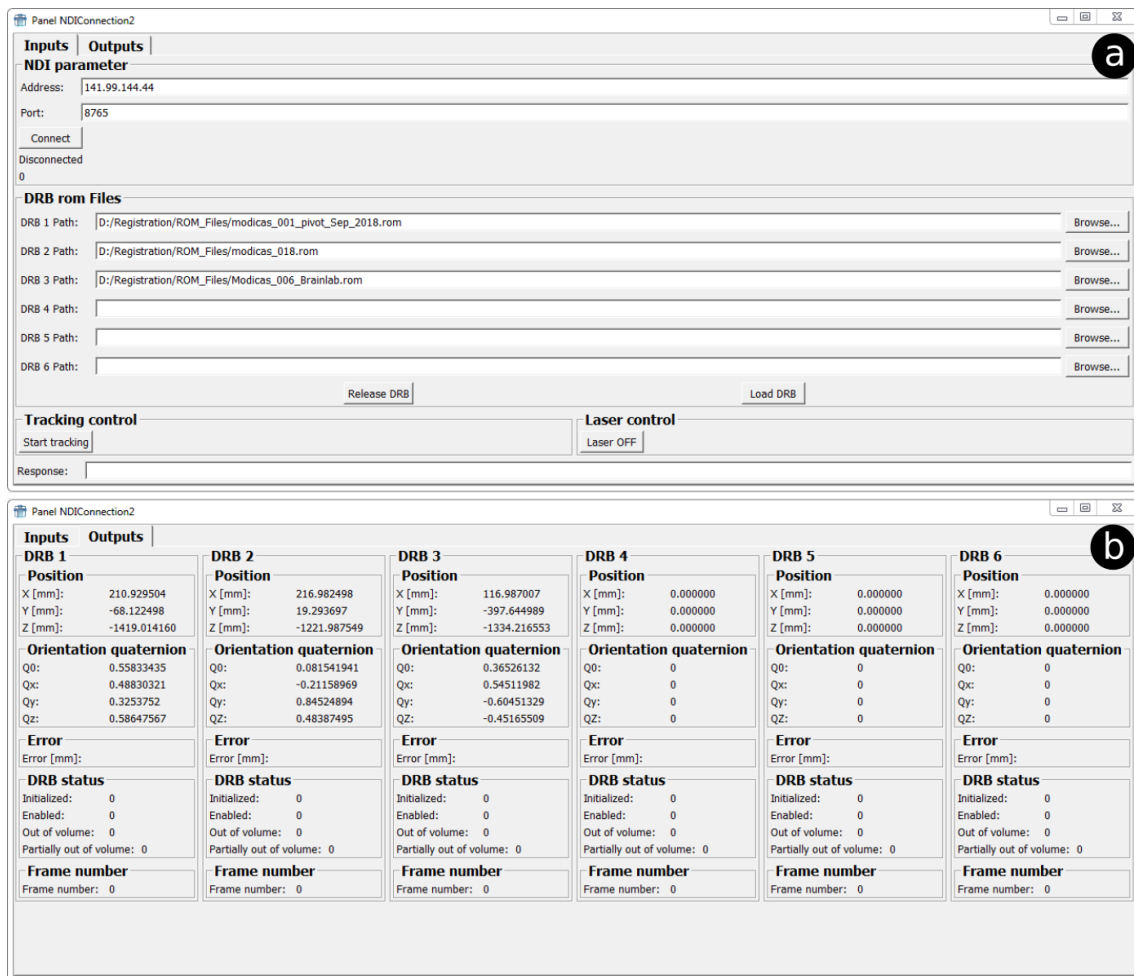 Panel NDIConnection2
a
Inputs Outputs
NDI parameter
Address: 141.99.144.44
Port: 8765
Connect
Disconnected
0
DRB rom Files
DRB 1 Path: D:/Registration/ROM_Files/modicas_001_pivot_Sep_2018.rom Browse...
DRB 2 Path: D:/Registration/ROM_Files/modicas_018.rom Browse...
DRB 3 Path: D:/Registration/ROM_Files/Modicas_006_Brainlab.rom Browse...
DRB 4 Path: Browse...
DRB 5 Path: Browse...
DRB 6 Path: Browse...
Release DRB Load DRB
Tracking control Laser control
Start tracking Laser OFF
Response:
Panel NDIConnection2
b
Inputs Outputs
DRB 1 DRB 2 DRB 3 DRB 4 DRB 5 DRB 6
Position Position Position Position Position Position
X [mm]: 210.929504 X [mm]: 216.982498 X [mm]: 116.987007 X [mm]: 0.000000 X [mm]: 0.000000 X [mm]: 0.000000
Y [mm]: -68.122498 Y [mm]: 19.293697 Y [mm]: -397.644989 Y [mm]: 0.000000 Y [mm]: 0.000000 Y [mm]: 0.000000
Z [mm]: -1419.014160 Z [mm]: -1221.987549 Z [mm]: -1334.216553 Z [mm]: 0.000000 Z [mm]: 0.000000 Z [mm]: 0.000000
Orientation quaternion Orientation quaternion Orientation quaternion Orientation quaternion Orientation quaternion Orientation quaternion
Q0: 0.55833435 Q0: 0.081541941 Q0: 0.36526132 Q0: 0 Q0: 0 Q0: 0
Qx: 0.48830321 Qx: -0.21158969 Qx: 0.54511982 Qx: 0 Qx: 0 Qx: 0
Qy: 0.3253752 Qy: 0.84524894 Qy: -0.60451329 Qy: 0 Qy: 0 Qy: 0
Qz: 0.58647567 QZ: 0.48387495 QZ: -0.45165509 QZ: 0 QZ: 0 QZ: 0
Error Error Error Error Error Error
Error [mm]: Error [mm]: Error [mm]: Error [mm]: Error [mm]: Error [mm]:
DRB status DRB status DRB status DRB status DRB status DRB status
Initialized: 0 Initialized: 0 Initialized: 0 Initialized: 0 Initialized: 0 Initialized: 0
Enabled: 0 Enabled: 0 Enabled: 0 Enabled: 0 Enabled: 0 Enabled: 0
Out of volume: 0 Out of volume: 0 Out of volume: 0 Out of volume: 0 Out of volume: 0 Out of volume: 0
Partially out of volume: 0 Partially out of volume: 0 Partially out of volume: 0 Partially out of volume: 0 Partially out of volume: 0 Partially out of volume: 0
Frame number Frame number Frame number Frame number Frame number Frame number
Frame number: 0 Frame number: 0 Frame number: 0 Frame number: 0 Frame number: 0 Frame number: 0